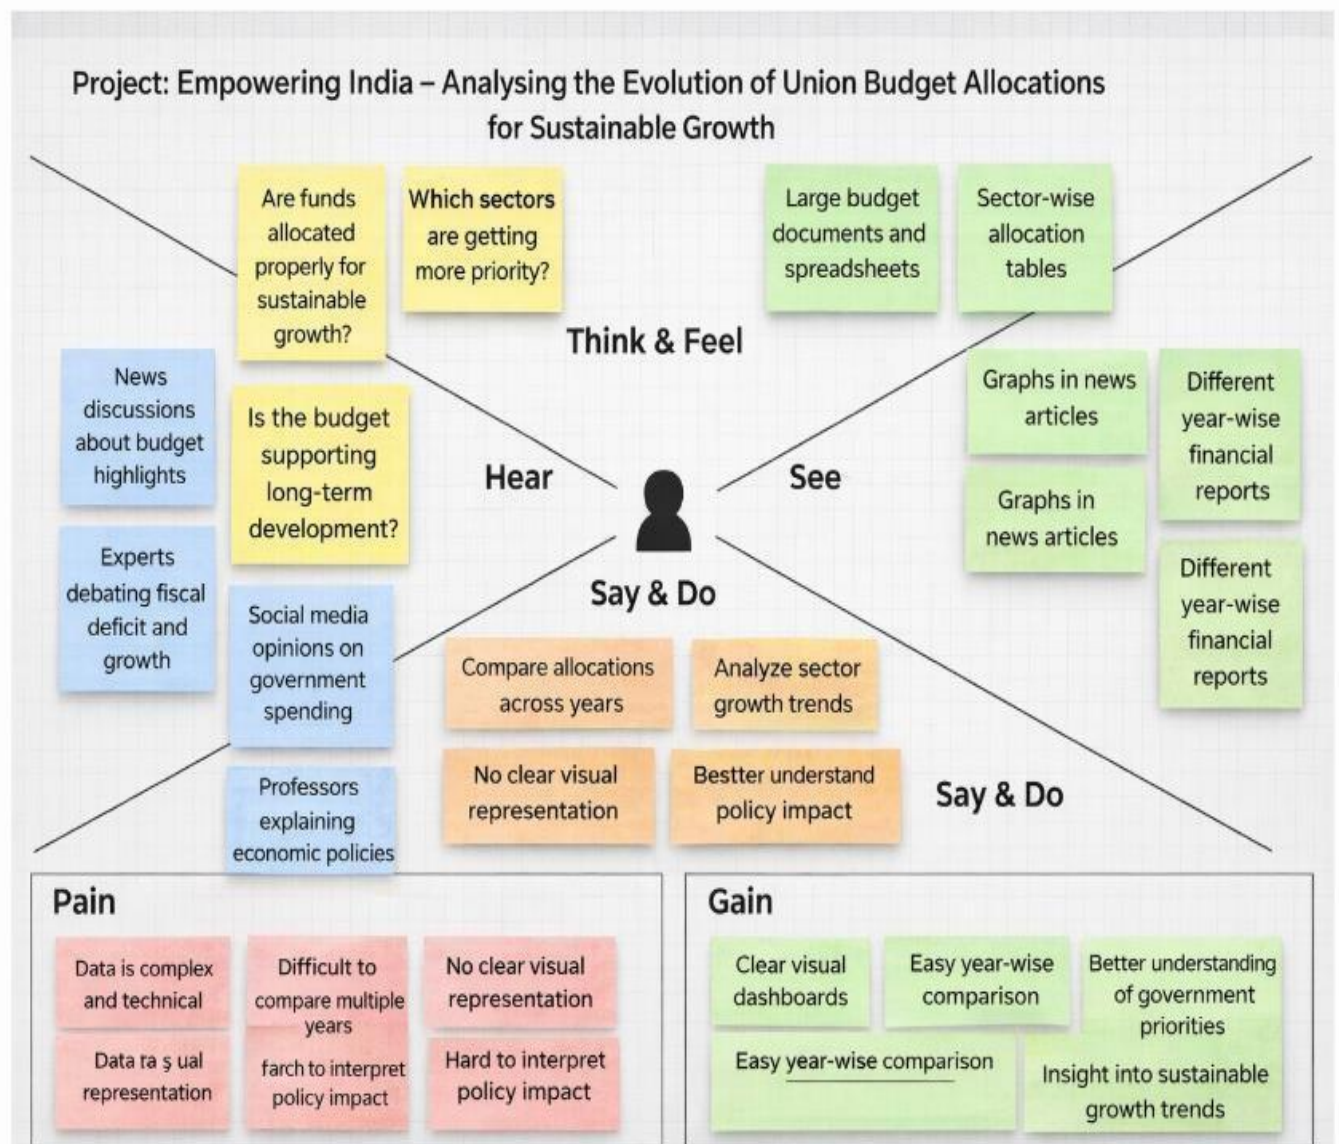 Project: Empowering India – Analysing the Evolution of Union Budget Allocations
for Sustainable Growth
Are funds
allocated
properly for
sustainable
growth?
Which sectors
are getting
more priority?
Large budget
documents and
spreadsheets
Sector-wise
allocation
tables
Think & Feel
News
discussions
about budget
highlights
Is the budget
supporting
long-term
development?
Hear
See
Graphs in news
articles
Different
year-wise
financial
reports
Graphs in
news articles
Different
year-wise
financial
reports
Experts
debating fiscal
deficit and
growth
Social media
opinions on
government
spending
Professors
explaining
economic policies
Say & Do
Compare allocations
across years
Analyze sector
growth trends
No clear visual
representation
Bestter understand
policy impact
Say & Do
Pain
Data is complex
and technical
Difficult to
compare multiple
years
No clear visual
representation
Data ra ş ual
representation
farch to interpret
policy impact
Hard to interpret
policy impact
Gain
Clear visual
dashboards
Easy year-wise
comparison
Better understanding
of government
priorities
Easy year-wise comparison
Insight into sustainable
growth trends